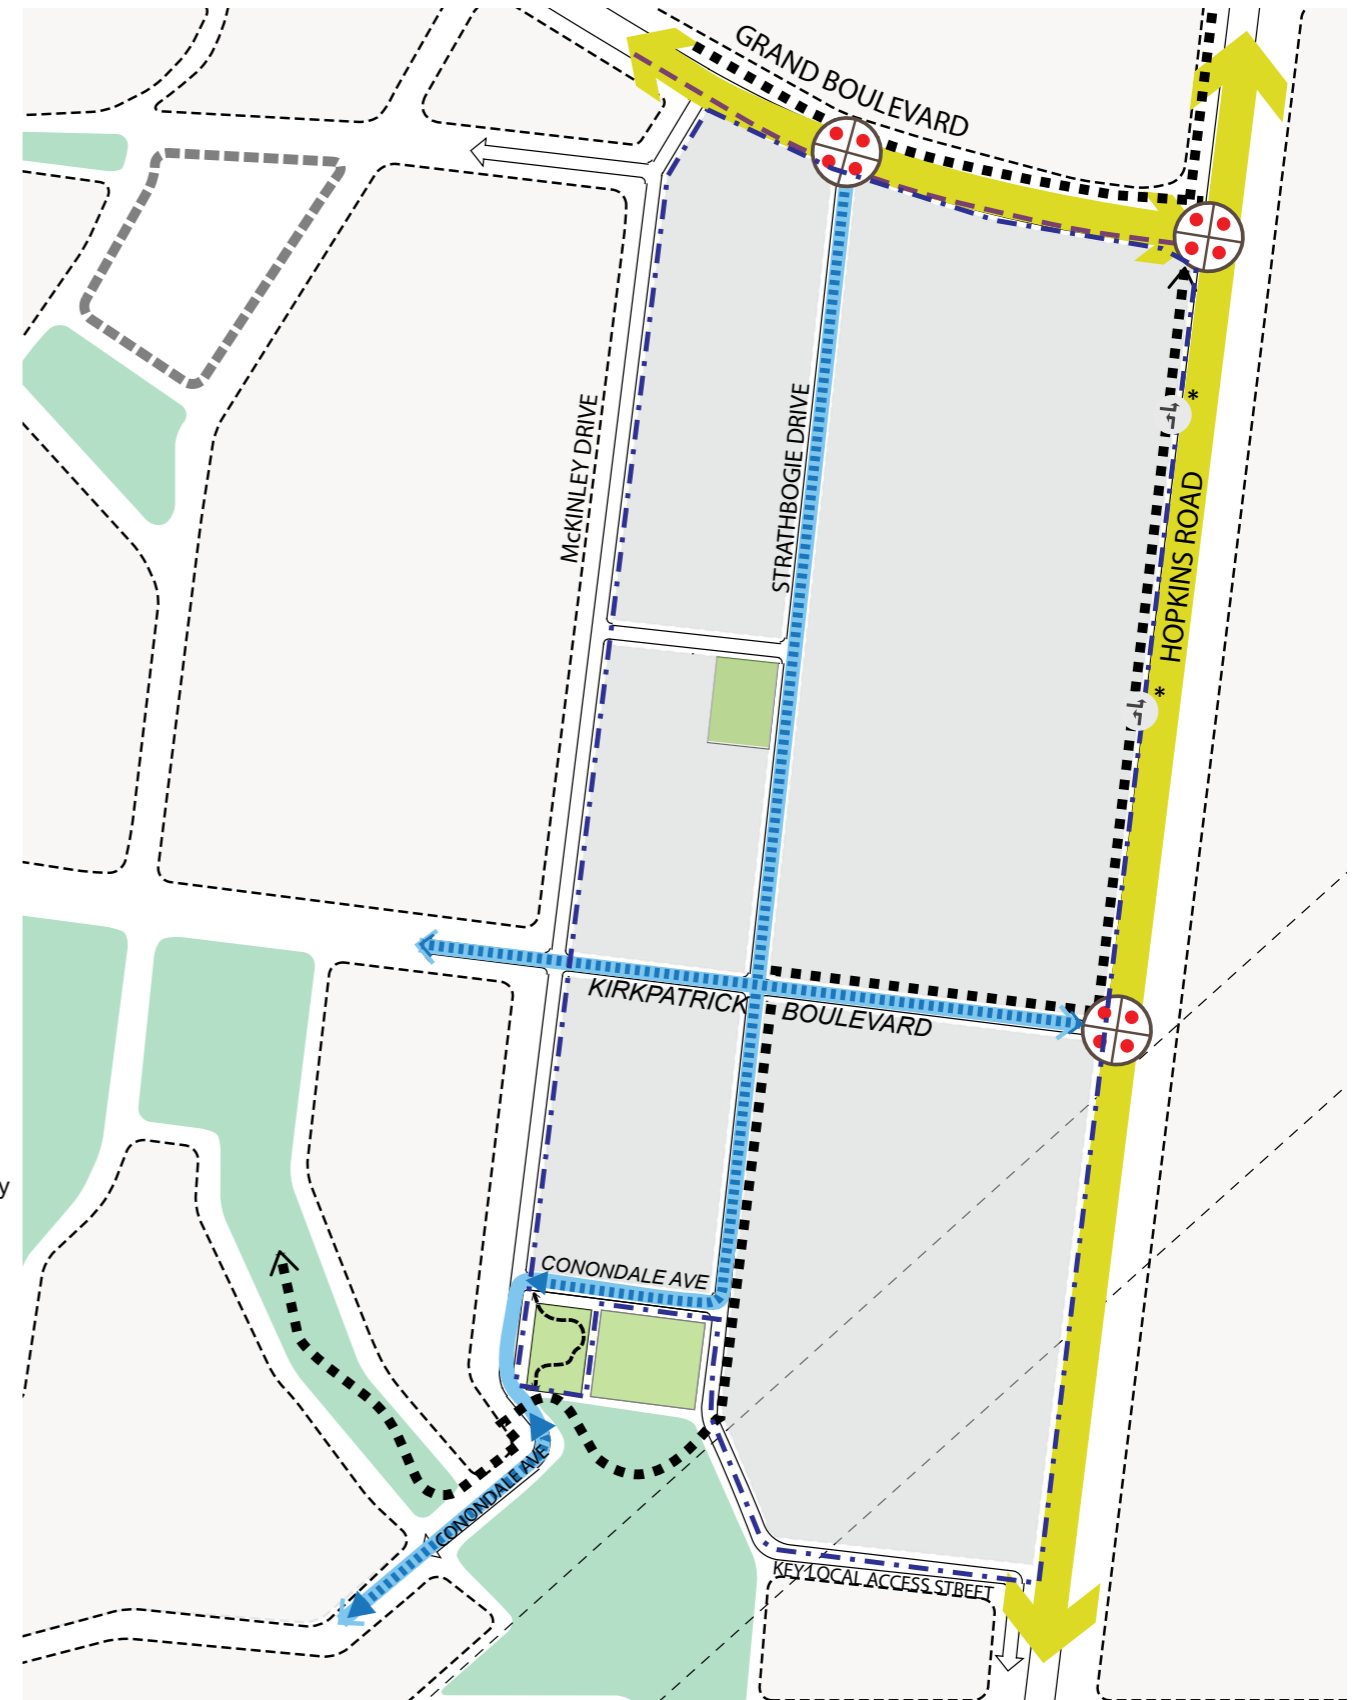 GRAND BOULEVARD
McKINLEY DRIVE
STRATHBOGIE DRIVE
*
HOPKINS ROAD
*
KIRKPATRICK BOULEVARD
y
CONONDALE AVE
CONONDALE AVE
KEY LOCAL ACCESS STREET